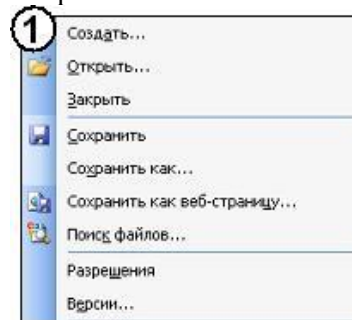 1
Создать...
Открыть...
Закрыть
Сохранить
Сохранить как...
Сохранить как веб-страницу...
Поиск файлов...
Разрешения
Версии...